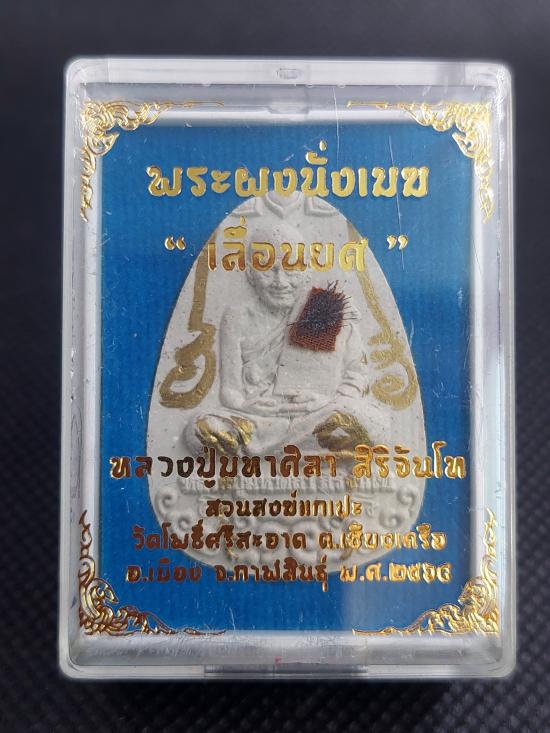 พระผงนั่งเมฆ
“ เลื่อนยศ ”
หลวงปู่มหาศิลา สิริจันโท
สวนสงฆ์แกเปะ
วัดโพธิ์ศรีสะอาด ต.เชียงเครือ
อ.เมือง จ.กาฬสินธุ์ พ.ศ.๒๕๖๔